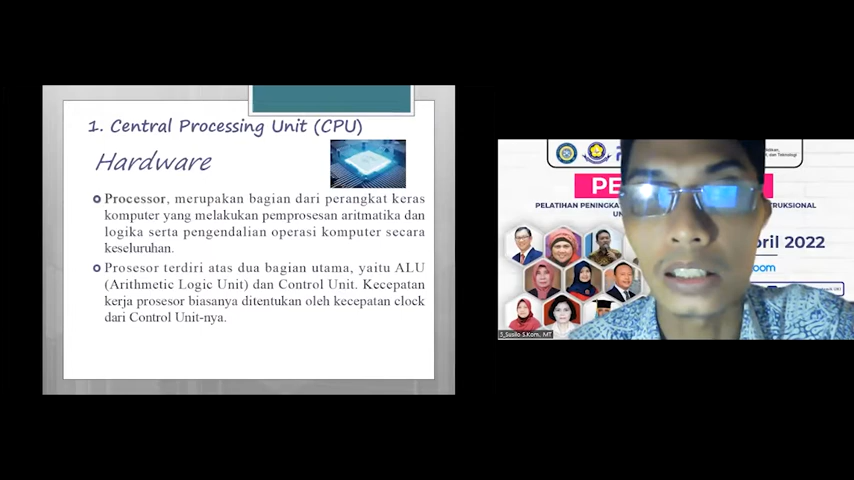 1. Central Processing Unit (CPU)
Hardware
Processor, merupakan bagian dari perangkat keras
komputer yang melakukan pemprosesan aritmatika dan
logika serta pengendalian operasi komputer secara
keseluruhan.
Prosesor terdiri atas dua bagian utama, yaitu ALU
(Arithmetic Logic Unit) dan Control Unit. Kecepatan
kerja prosesor biasanya ditentukan oleh kecepatan clock
dari Control Unit-nya.
PE
PELATIHAN PENINGKA
TRUKSIONAL
UN
pril 2022
oom
S_Susilo S.Kom, MT